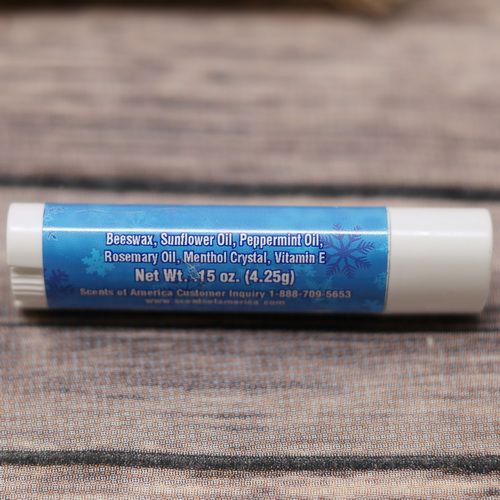 Beeswax, Sunflower Oil, Peppermint Oil,
Rosemary Oil, Menthol Crystal, Vitamin E
Net Wt. .15 oz. (4.25g)
Scents of America Customer Inquiry 1-888-709-5653
www.scentsofamerica.com